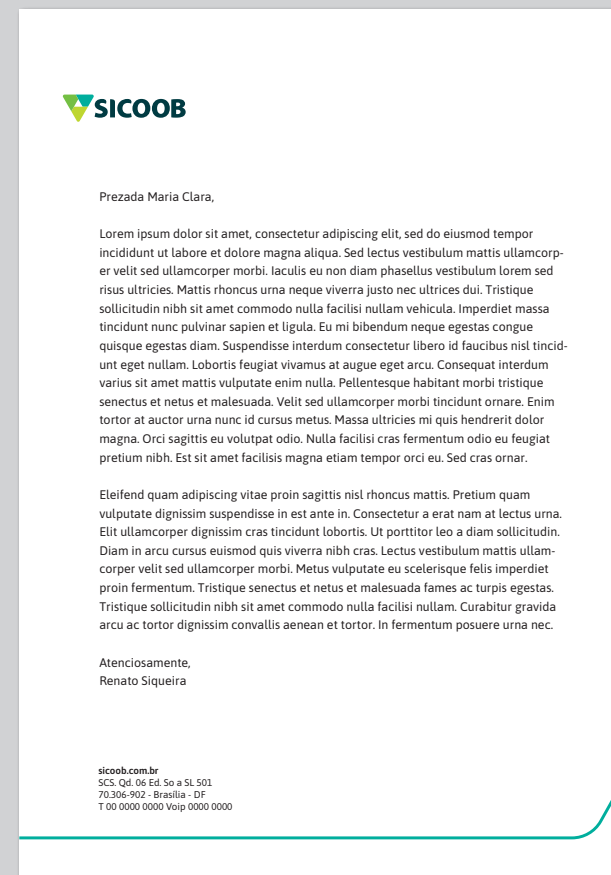 SICOOB
Prezada Maria Clara,
Lorem ipsum dolor sit amet, consectetur adipiscing elit, sed do eiusmod tempor
incididunt ut labore et dolore magna aliqua. Sed lectus vestibulum mattis ullamcorp-
er velit sed ullamcorper morbi. Iaculis eu non diam phasellus vestibulum lorem sed
risus ultricies. Mattis rhoncus urna neque viverra justo nec ultrices dui. Tristique
sollicitudin nibh sit amet commodo nulla facilisi nullam vehicula. Imperdiet massa
tincidunt nunc pulvinar sapien et ligula. Eu mi bibendum neque egestas congue
quisque egestas diam. Suspendisse interdum consectetur libero id faucibus nisl tincid-
unt eget nullam. Lobortis feugiat vivamus at augue eget arcu. Consequat interdum
varius sit amet mattis vulputate enim nulla. Pellentesque habitant morbi tristique
senectus et netus et malesuada. Velit sed ullamcorper morbi tincidunt ornare. Enim
tortor at auctor urna nunc id cursus metus. Massa ultricies mi quis hendrerit dolor
magna. Orci sagittis eu volutpat odio. Nulla facilisi cras fermentum odio eu feugiat
pretium nibh. Est sit amet facilisis magna etiam tempor orci eu. Sed cras ornar.
Eleifend quam adipiscing vitae proin sagittis nisl rhoncus mattis. Pretium quam
vulputate dignissim suspendisse in est ante in. Consectetur a erat nam at lectus urna.
Elit ullamcorper dignissim cras tincidunt lobortis. Ut porttitor leo a diam sollicitudin.
Diam in arcu cursus euismod quis viverra nibh cras. Lectus vestibulum mattis ullam-
corper velit sed ullamcorper morbi. Metus vulputate eu scelerisque felis imperdiet
proin fermentum. Tristique senectus et netus et malesuada fames ac turpis egestas.
Tristique sollicitudin nibh sit amet commodo nulla facilisi nullam. Curabitur gravida
arcu ac tortor dignissim convallis aenean et tortor. In fermentum posuere urna nec.
Atenciosamente,
Renato Siqueira
sicoob.com.br
SCS. Qd. 06 Ed. So a SL 501
70.306-902 - Brasília - DF
T 00 0000 0000 Voip 0000 0000